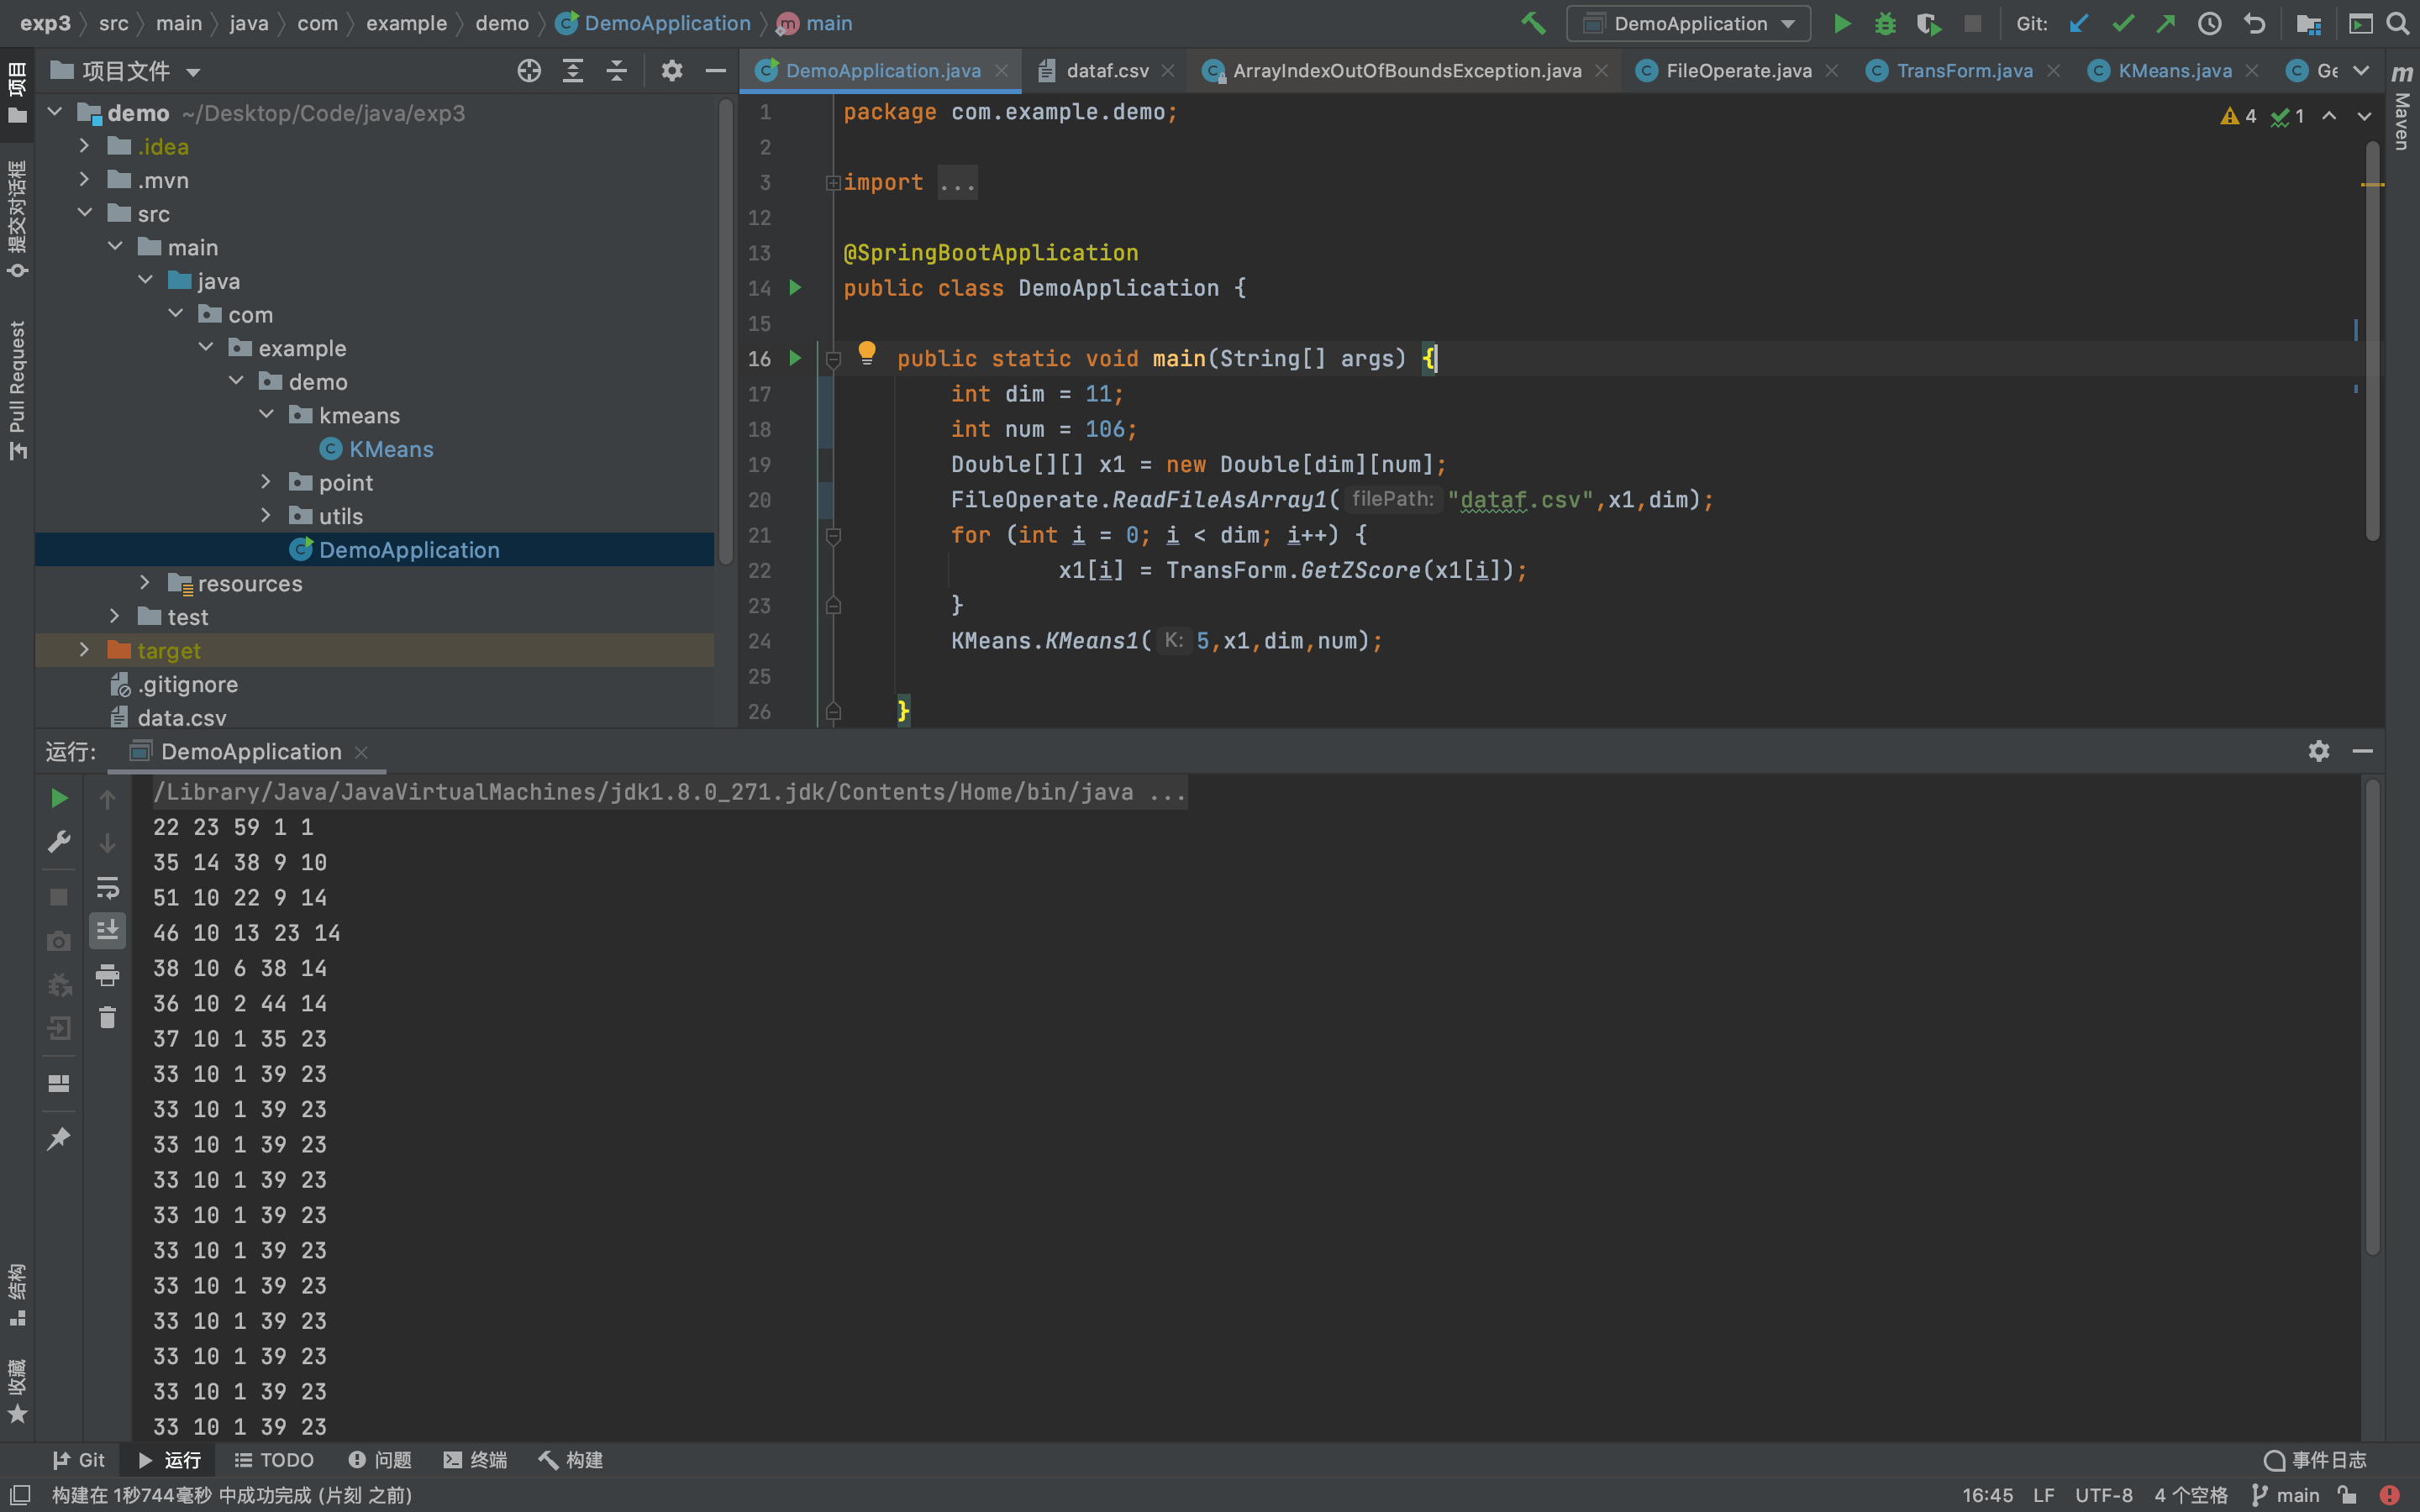 exp3 src main java com example demo DemoApplication main DemoApplication Git:
项目文件 DemoApplication.java dataf.csv ArrayIndexOutOfBoundsException.java FileOperate.java TransForm.java KMeans.java Ge
项目
提交对话框
Pull Request
结构
收藏
Maven
demo ~/Desktop/Code/java/exp3
.idea
.mvn
src
main
java
com
example
demo
kmeans
KMeans
point
utils
DemoApplication
resources
test
target
.gitignore
data.csv
4 1
1 package com.example.demo;
2
3 import ...
12
13 @SpringBootApplication
14 public class DemoApplication {
15
16 public static void main(String[] args) {
17 int dim = 11;
18 int num = 106;
19 Double[][] x1 = new Double[dim][num];
20 FileOperate.ReadFileAsArray1( filePath: "dataf.csv",x1,dim);
21 for (int i = 0; i < dim; i++) {
22 x1[i] = TransForm.GetZScore(x1[i]);
23 }
24 KMeans.KMeans1( K: 5,x1,dim,num);
25
26 }
运行: DemoApplication
/Library/Java/JavaVirtualMachines/jdk1.8.0_271.jdk/Contents/Home/bin/java ...
22 23 59 1 1
35 14 38 9 10
51 10 22 9 14
46 10 13 23 14
38 10 6 38 14
36 10 2 44 14
37 10 1 35 23
33 10 1 39 23
33 10 1 39 23
33 10 1 39 23
33 10 1 39 23
33 10 1 39 23
33 10 1 39 23
33 10 1 39 23
33 10 1 39 23
33 10 1 39 23
33 10 1 39 23
33 10 1 39 23
Git 运行 TODO 问题 终端 构建 事件日志
构建在 1秒744毫秒 中成功完成 (片刻 之前) 16:45 LF UTF-8 4 个空格 main